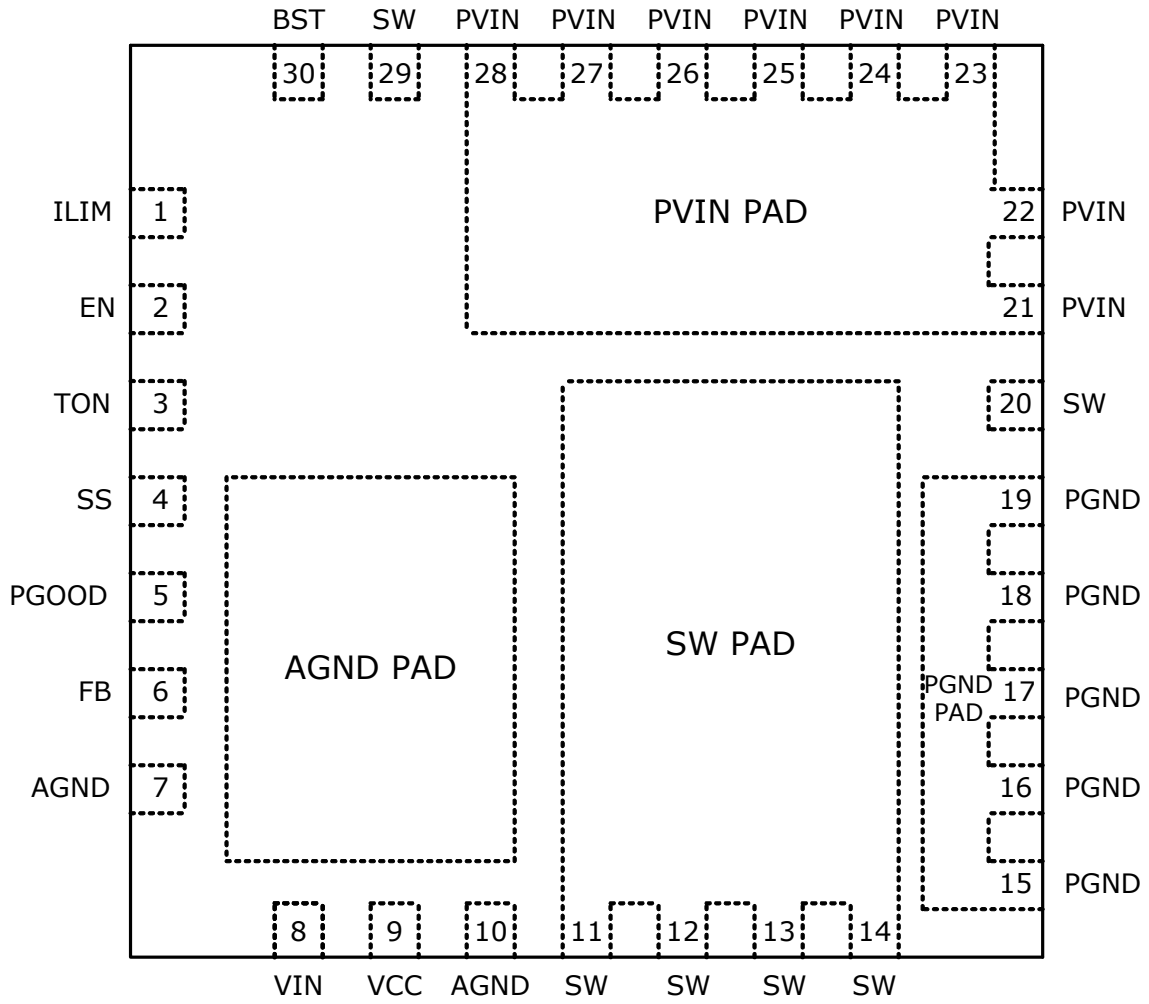 BST SW PVIN PVIN PVIN PVIN PVIN PVIN
30 29 28 27 26 25 24 23
ILIM 1 PVIN PAD 22 PVIN
EN 2 21 PVIN
TON 3 20 SW
SS 4 19 PGND
PGOOD 5 18 PGND
SW PAD
AGND PAD
FB 6 PGND 17 PGND
PAD
AGND 7 16 PGND
15 PGND
8 9 10 11 12 13 14
VIN VCC AGND SW SW SW SW